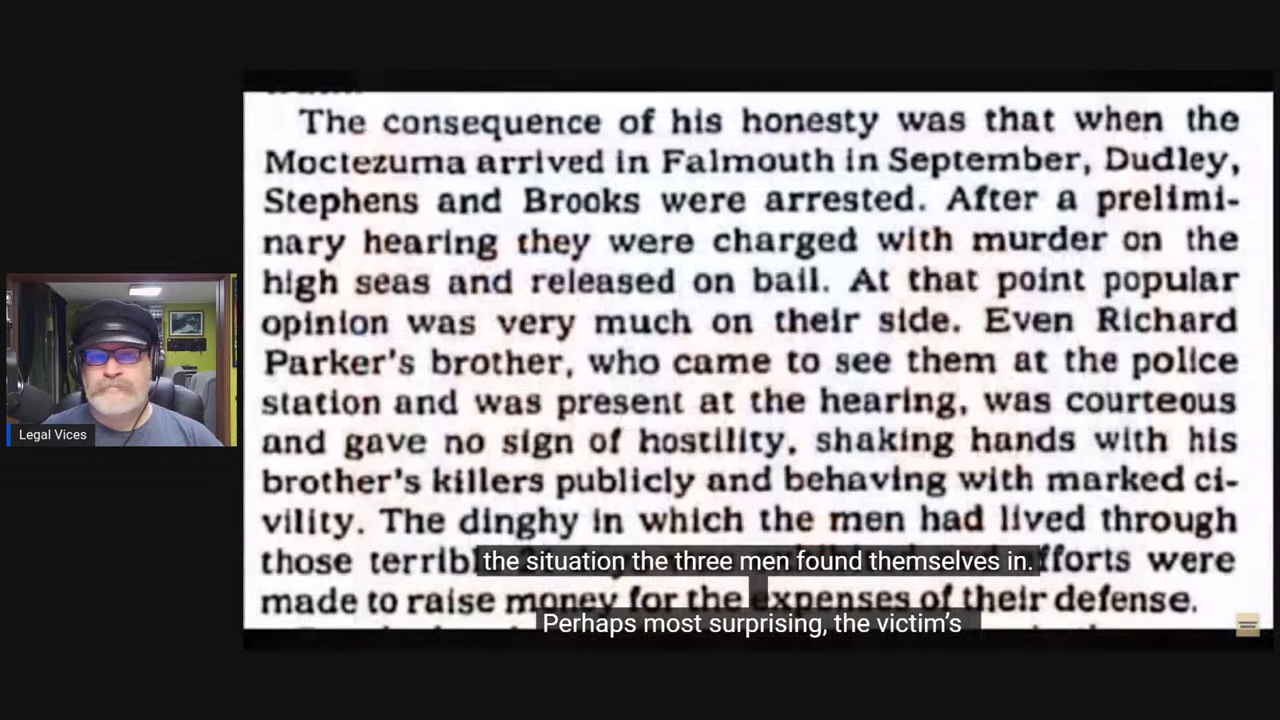 The consequence of his honesty was that when the
Moctezuma arrived in Falmouth in September, Dudley,
Stephens and Brooks were arrested. After a prelimi-
nary hearing they were charged with murder on the
high seas and released on bail. At that point popular
opinion was very much on their side. Even Richard
Parker's brother, who came to see them at the police
station and was present at the hearing, was courteous
and gave no sign of hostility, shaking hands with his
brother's killers publicly and behaving with marked ci-
vility. The dinghy in which the men had lived through
those efforts were
made to raise money for the expenses of their defense.
the situation the three men found themselves in.
Perhaps most surprising, the victim's
Legal Vices